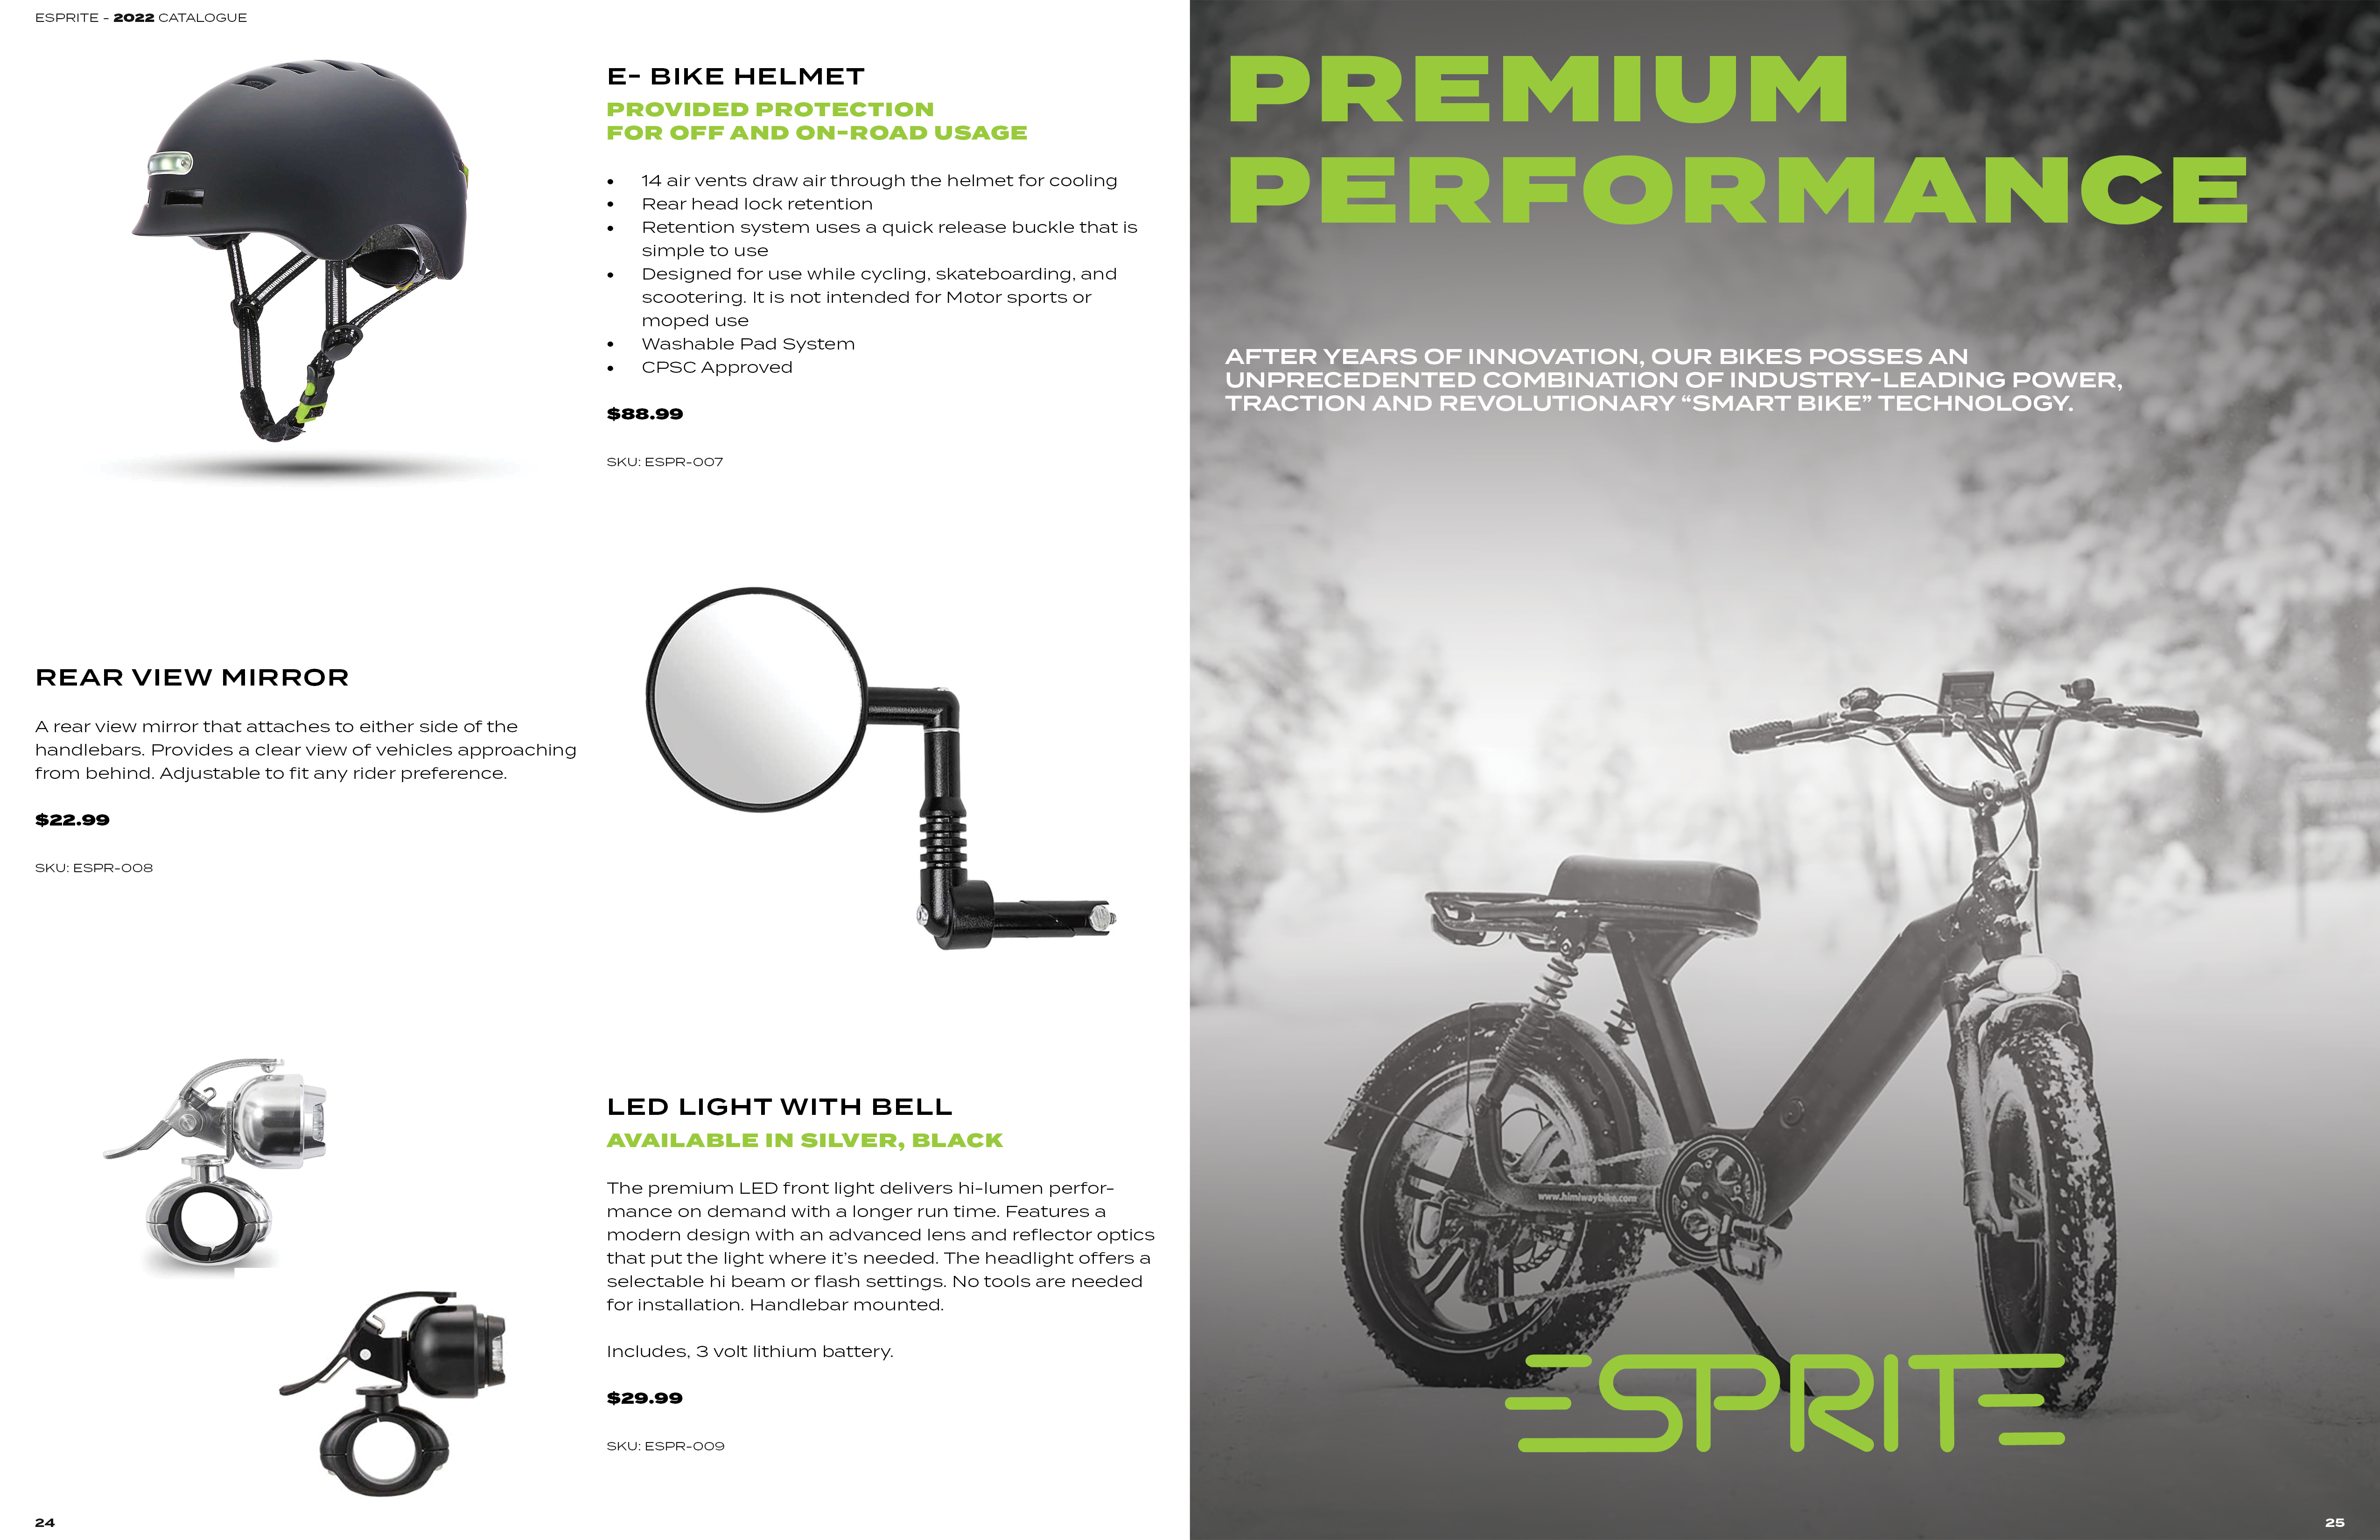 ESPRITE - 2022 CATALOGUE
E- BIKE HELMET
PROVIDED PROTECTION
FOR OFF AND ON-ROAD USAGE
• 14 air vents draw air through the helmet for cooling
• Rear head lock retention
• Retention system uses a quick release buckle that is
simple to use
• Designed for use while cycling, skateboarding, and
scootering. It is not intended for Motor sports or
moped use
• Washable Pad System
• CPSC Approved
$88.99
SKU: ESPR-007
REAR VIEW MIRROR
A rear view mirror that attaches to either side of the
handlebars. Provides a clear view of vehicles approaching
from behind. Adjustable to fit any rider preference.
$22.99
SKU: ESPR-008
LED LIGHT WITH BELL
AVAILABLE IN SILVER, BLACK
The premium LED front light delivers hi-lumen perfor-
mance on demand with a longer run time. Features a
modern design with an advanced lens and reflector optics
that put the light where it’s needed. The headlight offers a
selectable hi beam or flash settings. No tools are needed
for installation. Handlebar mounted.
Includes, 3 volt lithium battery.
$29.99
SKU: ESPR-009
24
PREMIUM
PERFORMANCE
AFTER YEARS OF INNOVATION, OUR BIKES POSSES AN
UNPRECEDENTED COMBINATION OF INDUSTRY-LEADING POWER,
TRACTION AND REVOLUTIONARY “SMART BIKE” TECHNOLOGY.
www.himiwaybike.com
ESPRITE
25